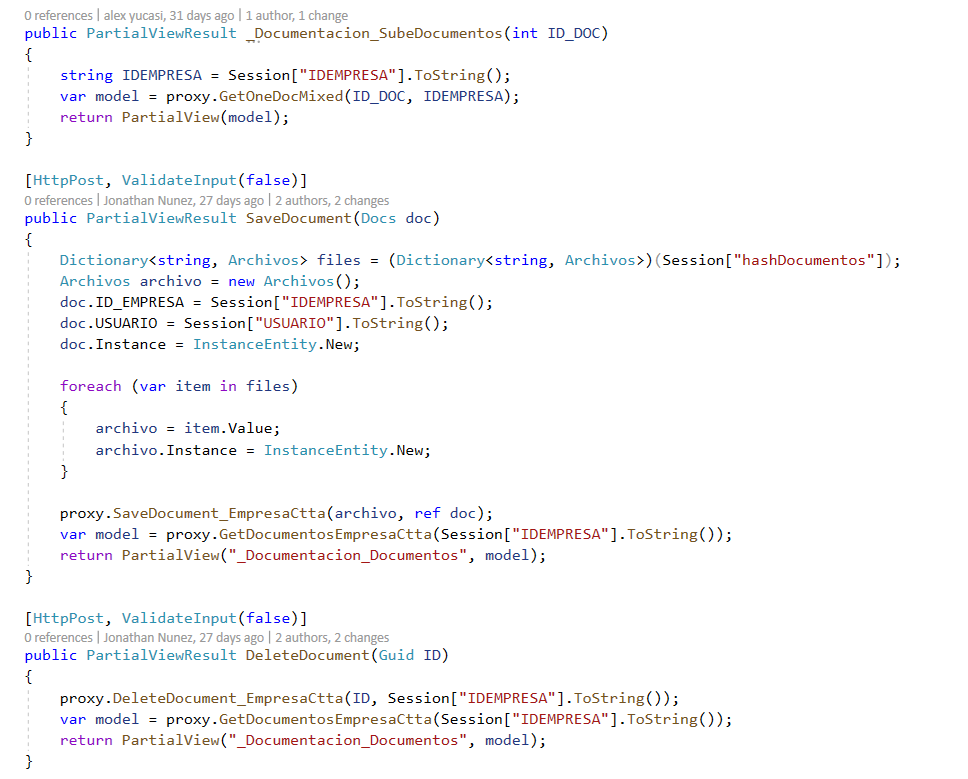 0 references | alex yucasi, 31 days ago | 1 author, 1 change
public PartialViewResult _Documentacion_SubeDocumentos(int ID_DOC)
{
    string IDEMPRESA = Session["IDEMPRESA"].ToString();
    var model = proxy.GetOneDocMixed(ID_DOC, IDEMPRESA);
    return PartialView(model);
}

[HttpPost, ValidateInput(false)]
0 references | Jonathan Nunez, 27 days ago | 2 authors, 2 changes
public PartialViewResult SaveDocument(Docs doc)
{
    Dictionary<string, Archivos> files = (Dictionary<string, Archivos>)(Session["hashDocumentos"]);
    Archivos archivo = new Archivos();
    doc.ID_EMPRESA = Session["IDEMPRESA"].ToString();
    doc.USUARIO = Session["USUARIO"].ToString();
    doc.Instance = InstanceEntity.New;

    foreach (var item in files)
    {
        archivo = item.Value;
        archivo.Instance = InstanceEntity.New;
    }

    proxy.SaveDocument_EmpresaCtta(archivo, ref doc);
    var model = proxy.GetDocumentosEmpresaCtta(Session["IDEMPRESA"].ToString());
    return PartialView("_Documentacion_Documentos", model);
}

[HttpPost, ValidateInput(false)]
0 references | Jonathan Nunez, 27 days ago | 2 authors, 2 changes
public PartialViewResult DeleteDocument(Guid ID)
{
    proxy.DeleteDocument_EmpresaCtta(ID, Session["IDEMPRESA"].ToString());
    var model = proxy.GetDocumentosEmpresaCtta(Session["IDEMPRESA"].ToString());
    return PartialView("_Documentacion_Documentos", model);
}